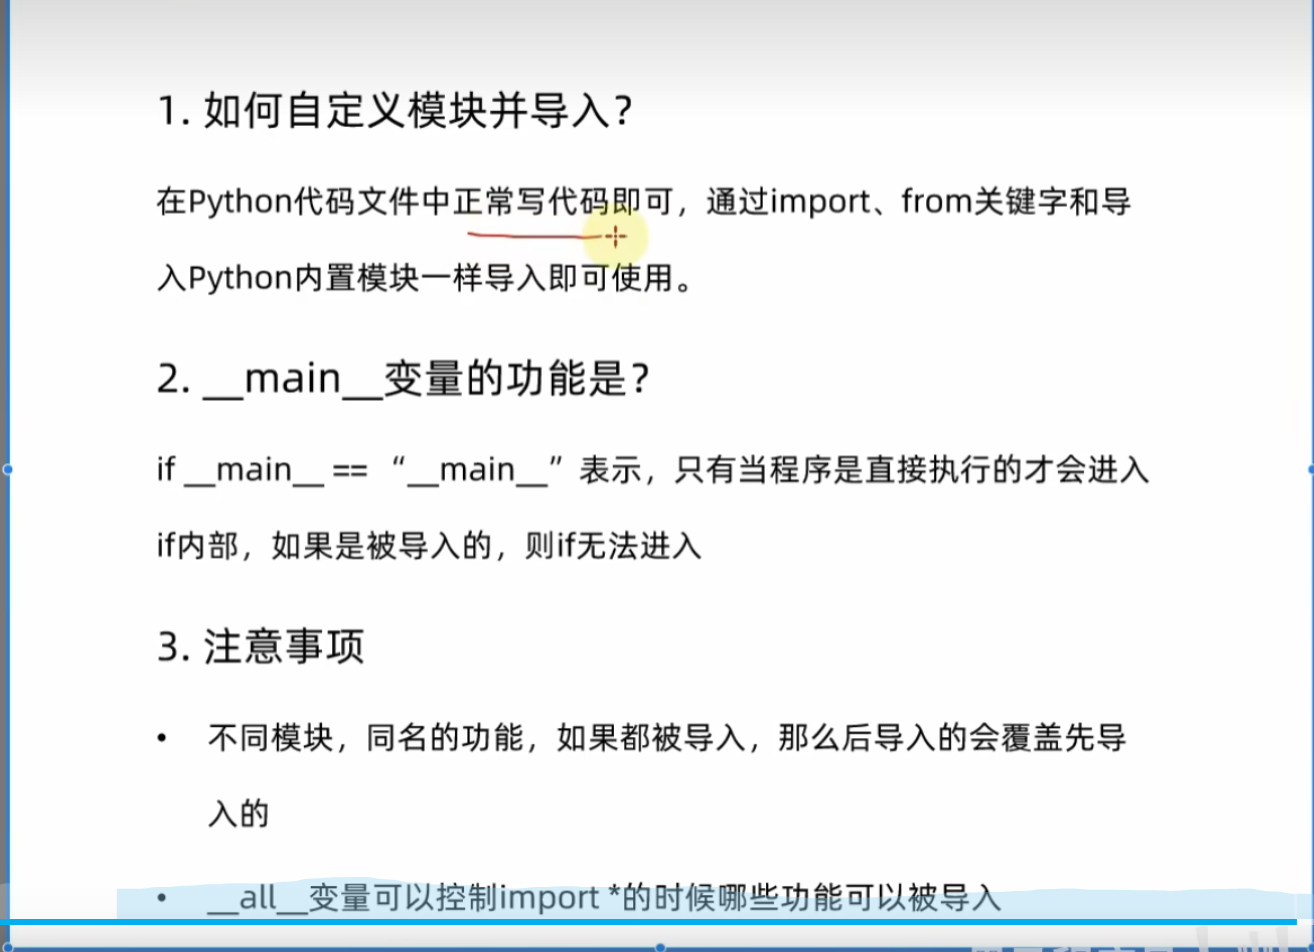 1. 如何自定义模块并导入？
在Python代码文件中正常写代码即可，通过import、from关键字和导
入Python内置模块一样导入即可使用。
2. __main__变量的功能是？
if __main__ == “__main__”表示，只有当程序是直接执行的才会进入
if内部，如果是被导入的，则if无法进入
3. 注意事项
• 不同模块，同名的功能，如果都被导入，那么后导入的会覆盖先导
入的
• __all__变量可以控制import *的时候哪些功能可以被导入